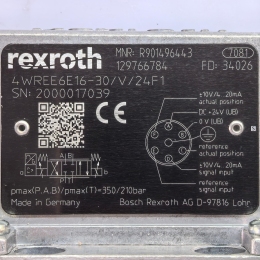 rexroth
MNR: R901496443 7081
129766784 FD: 34026
4WREE6E16-30/V/24F1
SN: 2000017039
±10V/4...20mA
actual position
DC +24V (UB)
0 V (UB)
reference
actual position
reference
signal input
±10V/4...20mA
signal input
pmax(P,A,B)/pmax(T)=350/210bar
Made in Germany Bosch Rexroth AG D-97816 Lohr